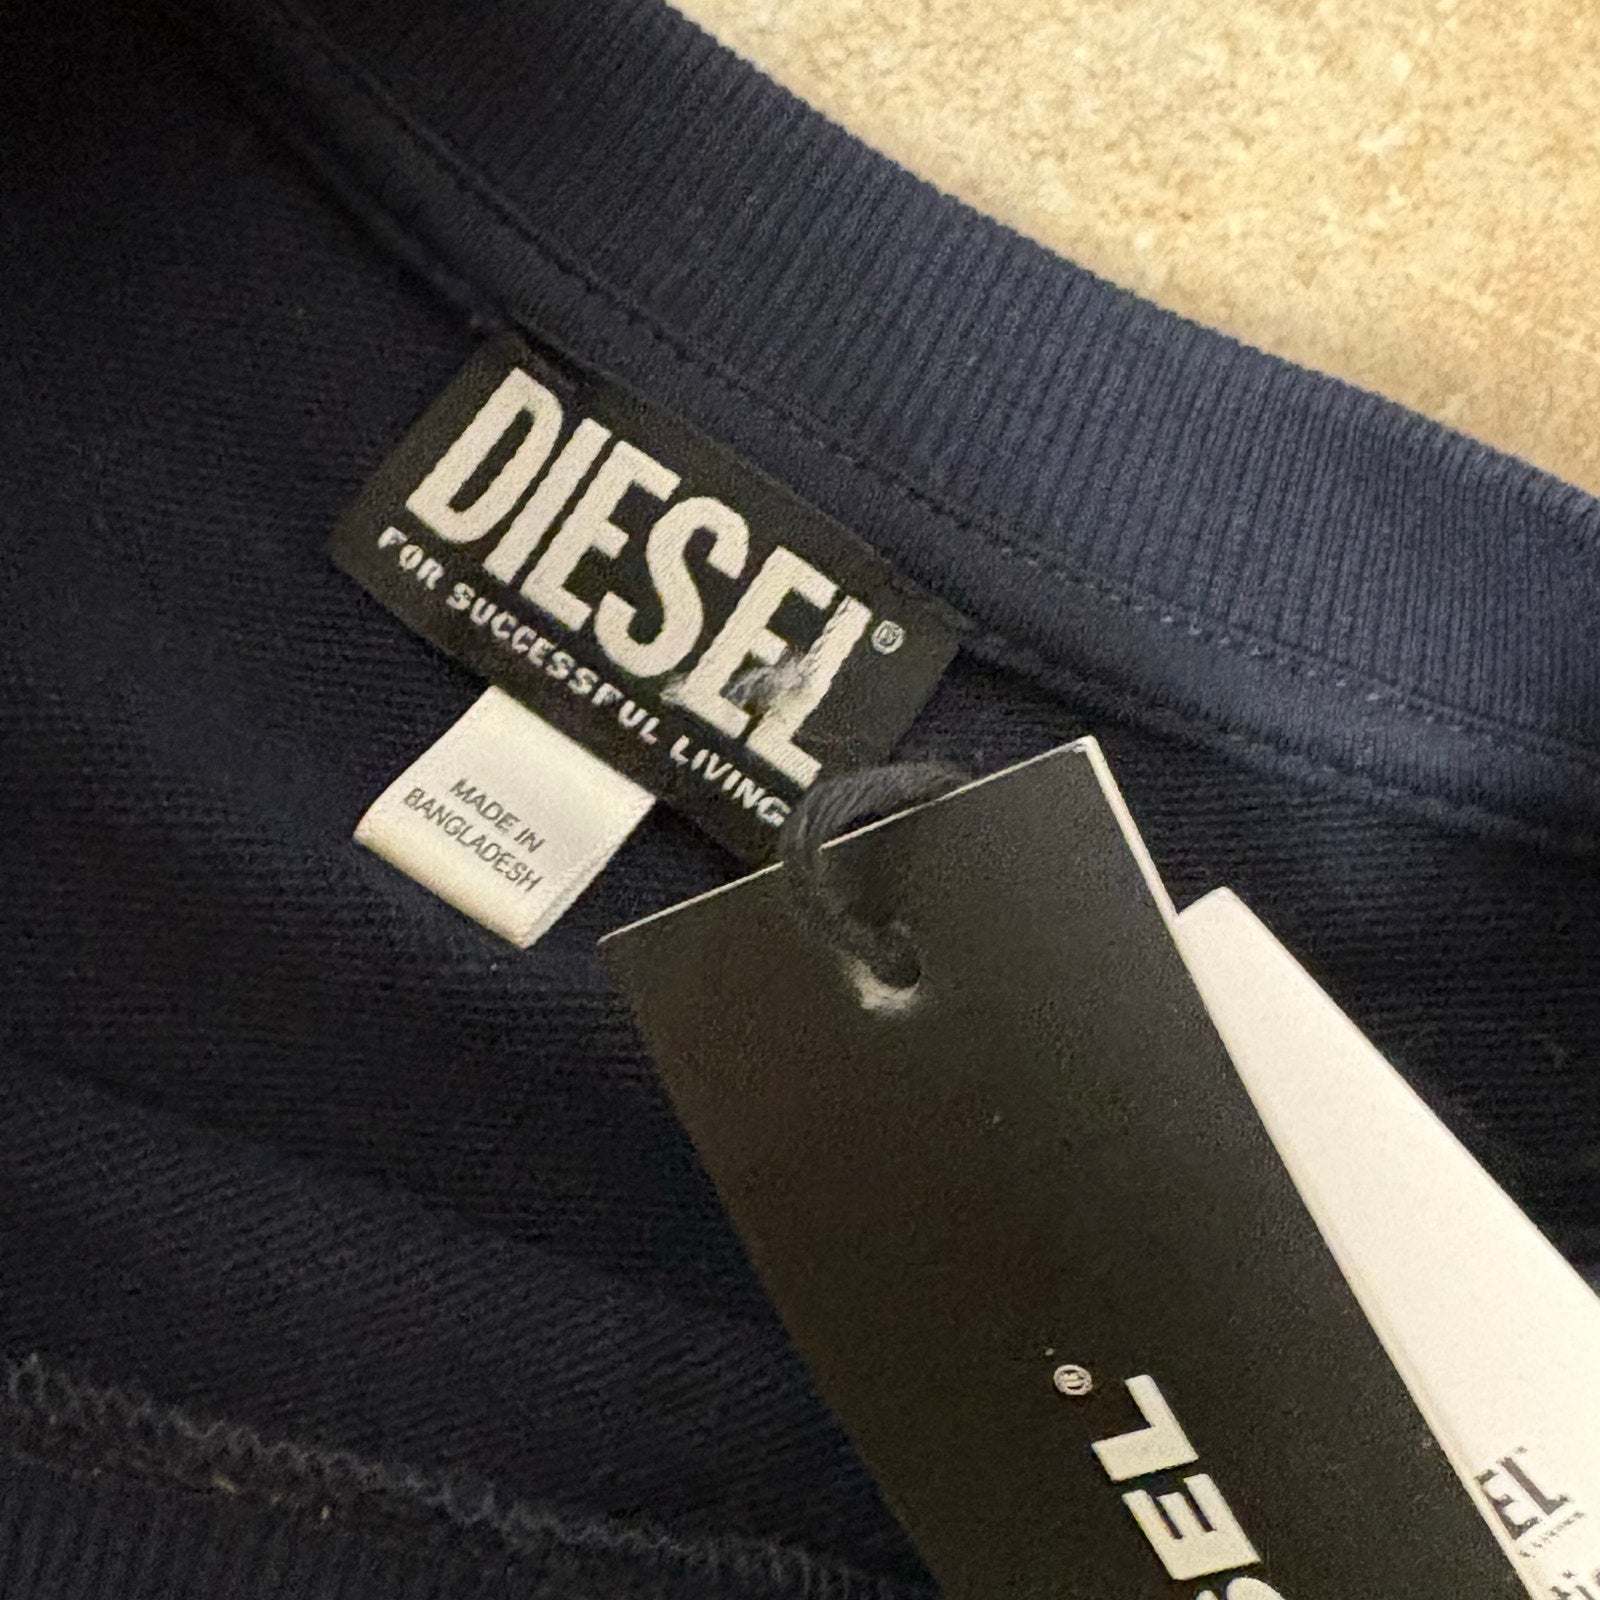 DIESEL®
FOR SUCCESSFUL LIVING
MADE IN
BANGLADESH